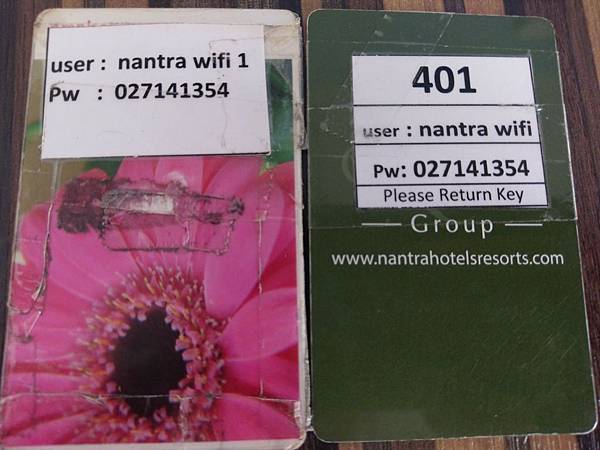 user : nantra wifi 1
Pw : 027141354
401
user : nantra wifi
Pw: 027141354
Please Return Key
Group
www.nantrahotelsresorts.com